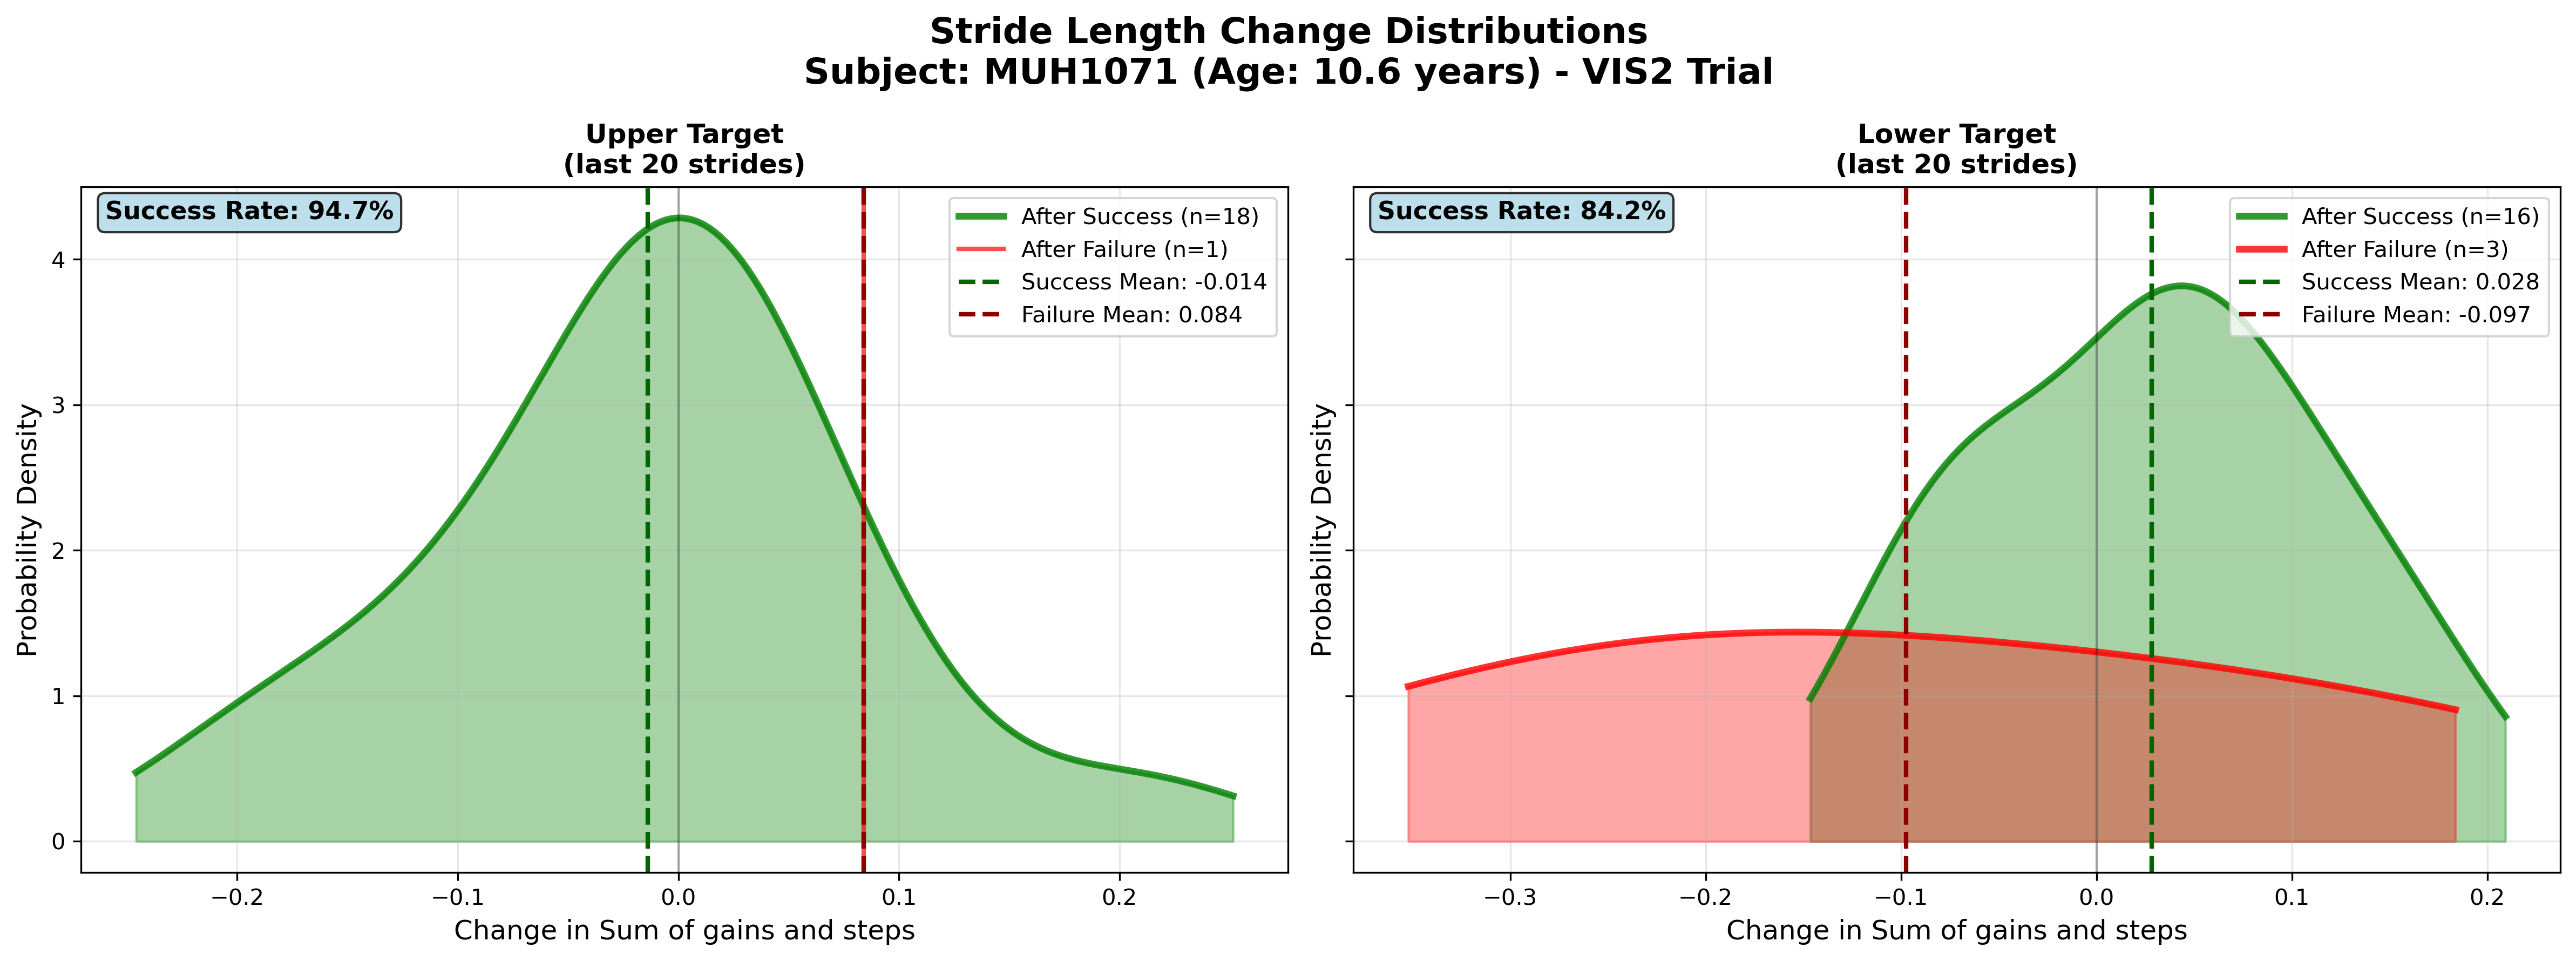 Stride Length Change Distributions
Subject: MUH1071 (Age: 10.6 years) - VIS2 Trial
Upper Target
(last 20 strides)
Success Rate: 94.7%
After Success (n=18)
After Failure (n=1)
Success Mean: -0.014
Failure Mean: 0.084
Probability Density
4
3
2
1
0
−0.2
−0.1
0.0
0.1
0.2
Change in Sum of gains and steps
Lower Target
(last 20 strides)
Success Rate: 84.2%
After Success (n=16)
After Failure (n=3)
Success Mean: 0.028
Failure Mean: -0.097
Probability Density
−0.3
−0.2
−0.1
0.0
0.1
0.2
Change in Sum of gains and steps